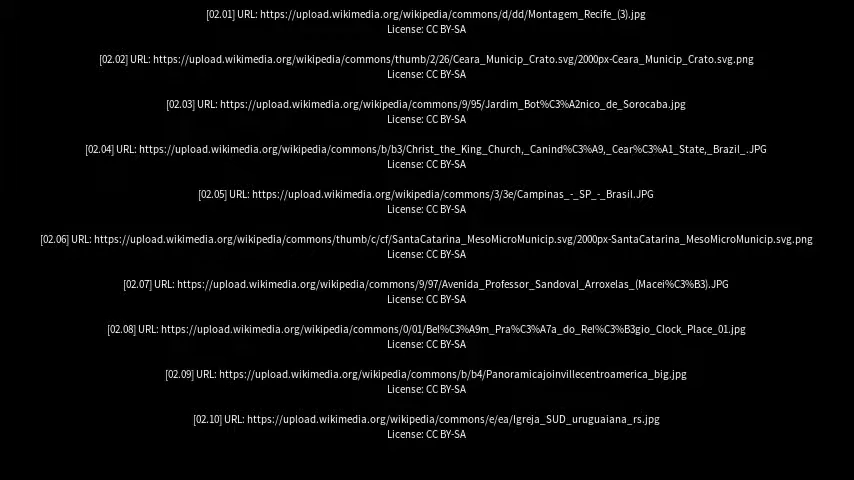 [02.01] URL: https://upload.wikimedia.org/wikipedia/commons/d/dd/Montagem_Recife_(3).jpg
License: CC BY-SA
[02.02] URL: https://upload.wikimedia.org/wikipedia/commons/thumb/2/26/Ceara_Municip_Crato.svg/2000px-Ceara_Municip_Crato.svg.png
License: CC BY-SA
[02.03] URL: https://upload.wikimedia.org/wikipedia/commons/9/95/Jardim_Bot%C3%A2nico_de_Sorocaba.jpg
License: CC BY-SA
[02.04] URL: https://upload.wikimedia.org/wikipedia/commons/b/b3/Christ_the_King_Church,_Canind%C3%A9,_Cear%C3%A1_State,_Brazil_.JPG
License: CC BY-SA
[02.05] URL: https://upload.wikimedia.org/wikipedia/commons/3/3e/Campinas_-_SP_-_Brasil.JPG
License: CC BY-SA
[02.06] URL: https://upload.wikimedia.org/wikipedia/commons/thumb/c/cf/SantaCatarina_MesoMicroMunicip.svg/2000px-SantaCatarina_MesoMicroMunicip.svg.png
License: CC BY-SA
[02.07] URL: https://upload.wikimedia.org/wikipedia/commons/9/97/Avenida_Professor_Sandoval_Arroxelas_(Macei%C3%B3).JPG
License: CC BY-SA
[02.08] URL: https://upload.wikimedia.org/wikipedia/commons/0/01/Bel%C3%A9m_Pra%C3%A7a_do_Rel%C3%B3gio_Clock_Place_01.jpg
License: CC BY-SA
[02.09] URL: https://upload.wikimedia.org/wikipedia/commons/b/b4/Panoramicajoinvillecentroamerica_big.jpg
License: CC BY-SA
[02.10] URL: https://upload.wikimedia.org/wikipedia/commons/e/ea/Igreja_SUD_uruguaiana_rs.jpg
License: CC BY-SA